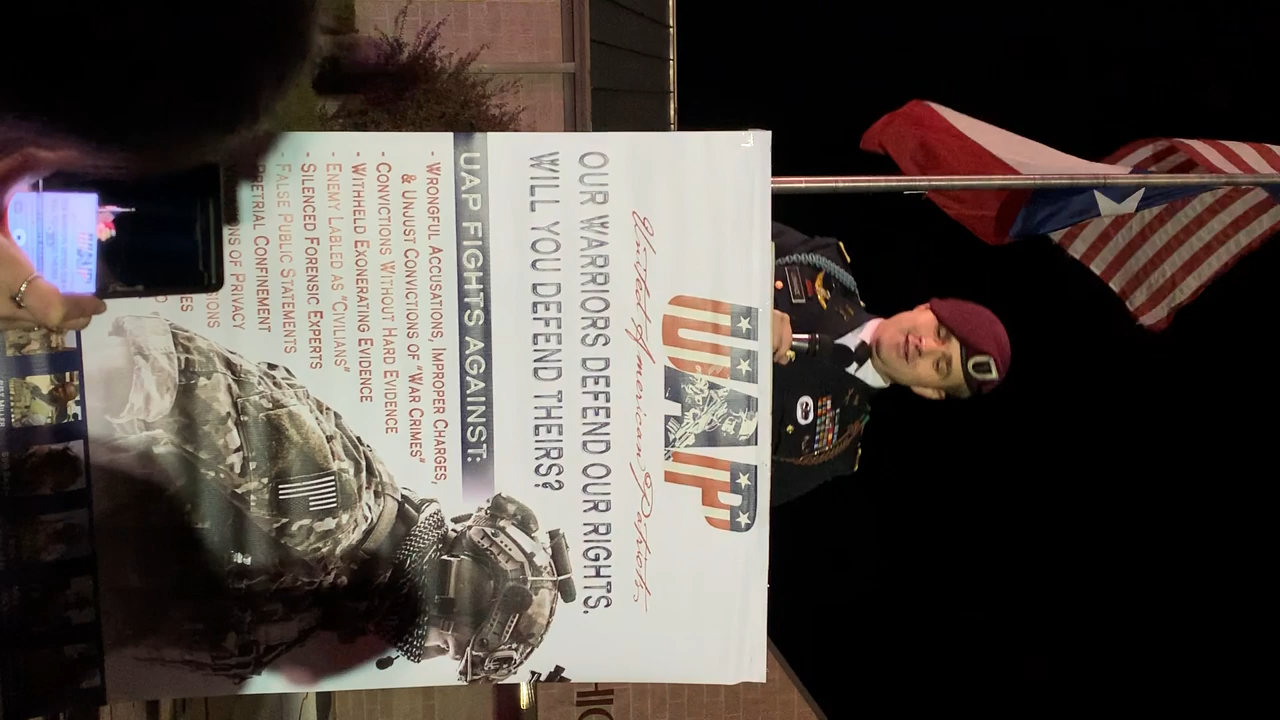 UAP
United American Patriots
OUR WARRIORS DEFEND OUR RIGHTS.
WILL YOU DEFEND THEIRS?
UAP FIGHTS AGAINST:
- WRONGFUL ACCUSATIONS, IMPROPER CHARGES,
& UNJUST CONVICTIONS OF "WAR CRIMES"
- CONVICTIONS WITHOUT HARD EVIDENCE
- WITHHELD EXONERATING EVIDENCE
- ENEMY LABLED AS "CIVILIANS"
- SILENCED FORENSIC EXPERTS
- FALSE PUBLIC STATEMENTS
- PRETRIAL CONFINEMENT
OF PRIVACY